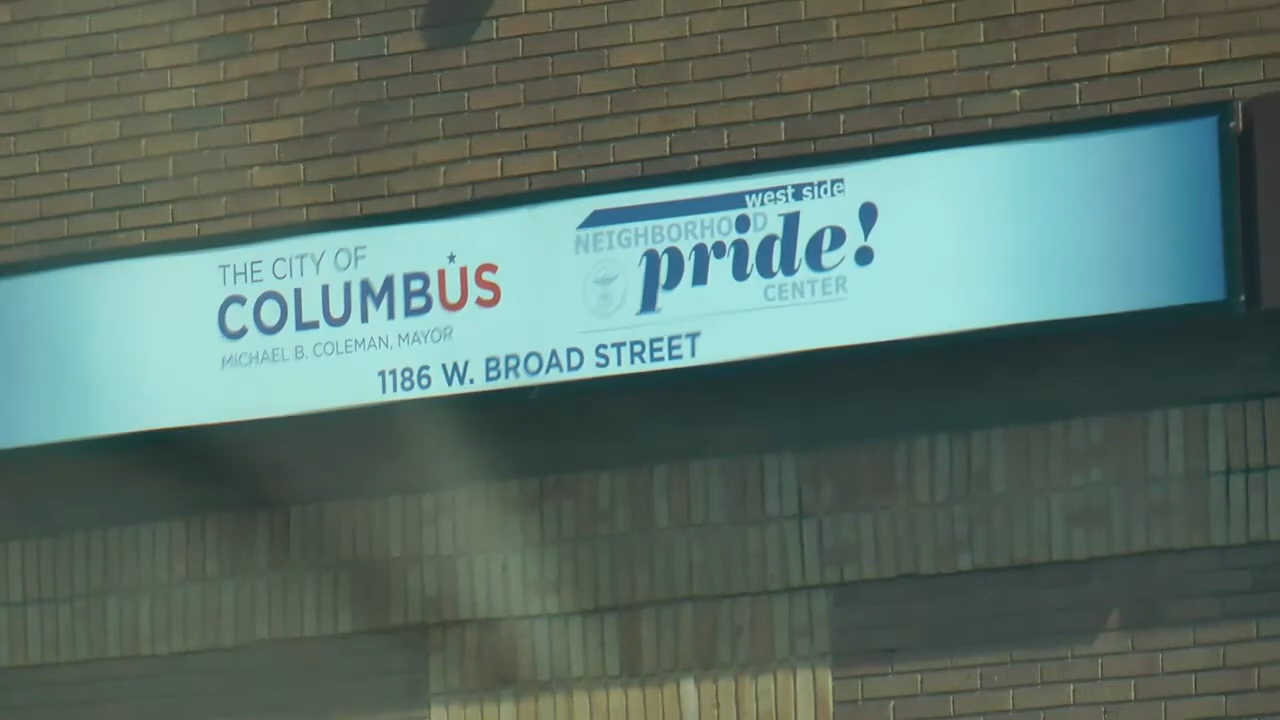 THE CITY OF
COLUMBUS
MICHAEL B. COLEMAN, MAYOR
west side
NEIGHBORHOOD
pride!
CENTER
1186 W. BROAD STREET